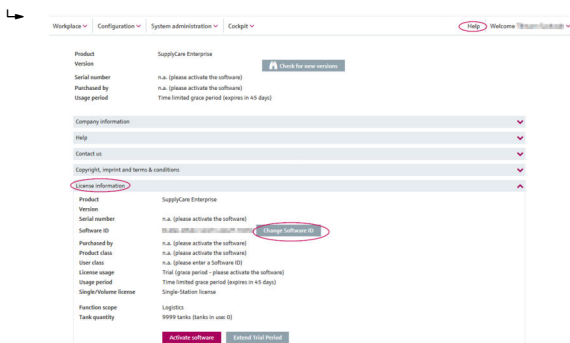 Workplace Configuration System administration Cockpit Help Welcome
Product SupplyCare Enterprise
Version Check for new versions
Serial number n.a. (please activate the software)
Purchased by n.a. (please activate the software)
Usage period Time limited grace period (expires in 45 days)
Company information
Help
Contact us
Copyright, imprint and terms & conditions
License information
Product SupplyCare Enterprise
Version
Serial number n.a. (please activate the software)
Software ID Change Software ID
Purchased by n.a. (please activate the software)
Product class n.a. (please activate the software)
User class n.a. (please enter a Software ID)
License usage Trial (grace period - please activate the software)
Usage period Time limited grace period (expires in 45 days)
Single/Volume license Single-Station license
Function scope Logistics
Tank quantity 9999 tanks (tanks in use: 0)
Activate software Extend Trial Period